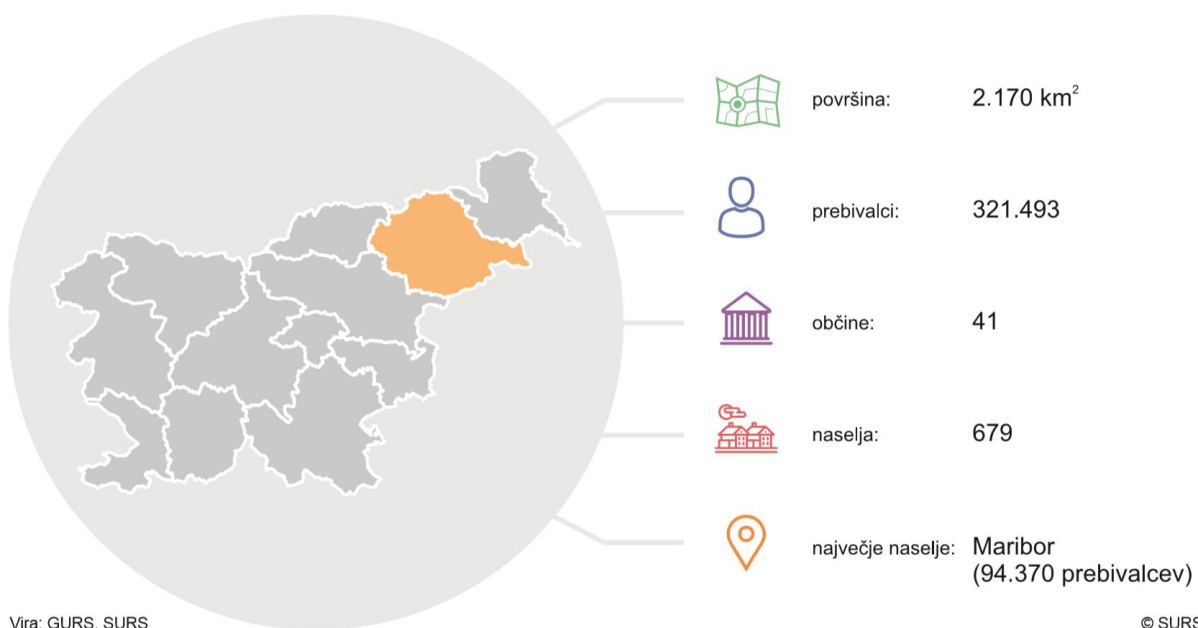 površina: 2.170 km²
prebivalci: 321.493
občine: 41
naselja: 679
največje naselje: Maribor
(94.370 prebivalcev)
Vira: GURS, SURS
© SURS